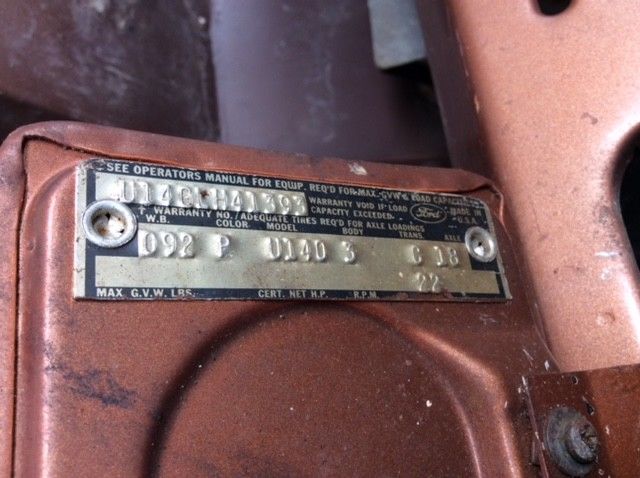 SEE OPERATORS MANUAL FOR EQUIP. REQ'D FOR MAX. GVW & LOAD
U14GLH41393 WARRANTY VOID IF LOAD CAPACITY EXCEEDED. Ford MADE IN U.S.A.
WARRANTY NO./ADEQUATE TIRES REQ'D FOR AXLE LOADINGS
W.B. COLOR MODEL BODY TRANS. AXLE
092 P U140 3 C 18
22
MAX. G.V.W. LBS. CERT. NET H.P. R.P.M.